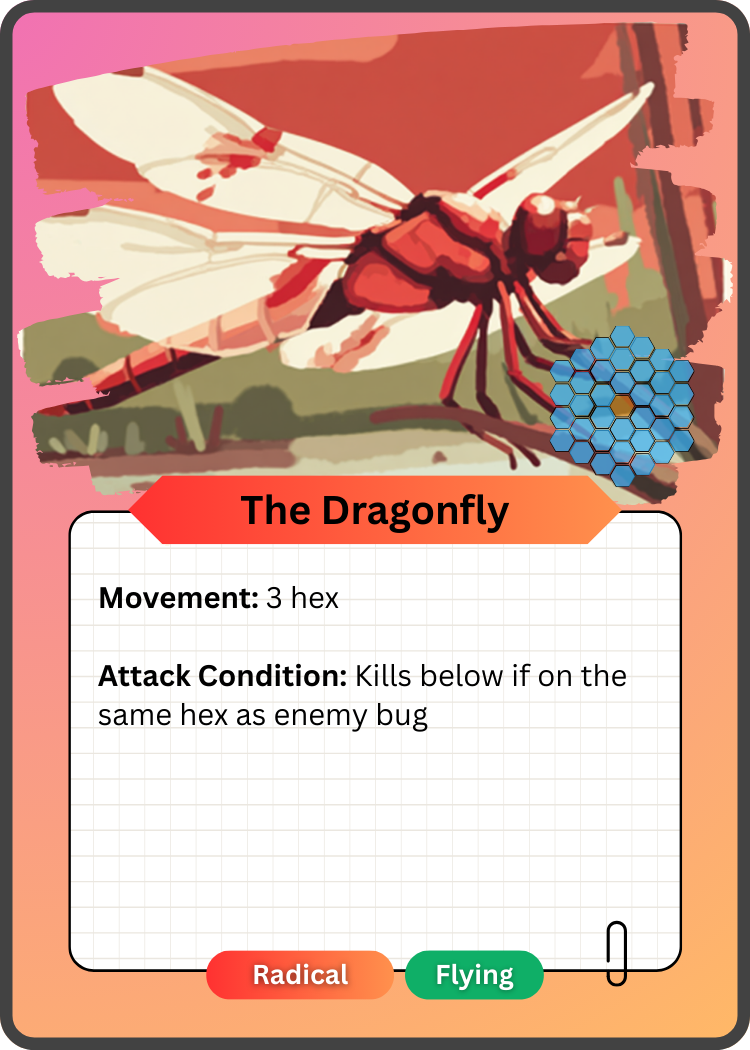 The Dragonfly
Movement: 3 hex
Attack Condition: Kills below if on the
same hex as enemy bug
Radical
Flying